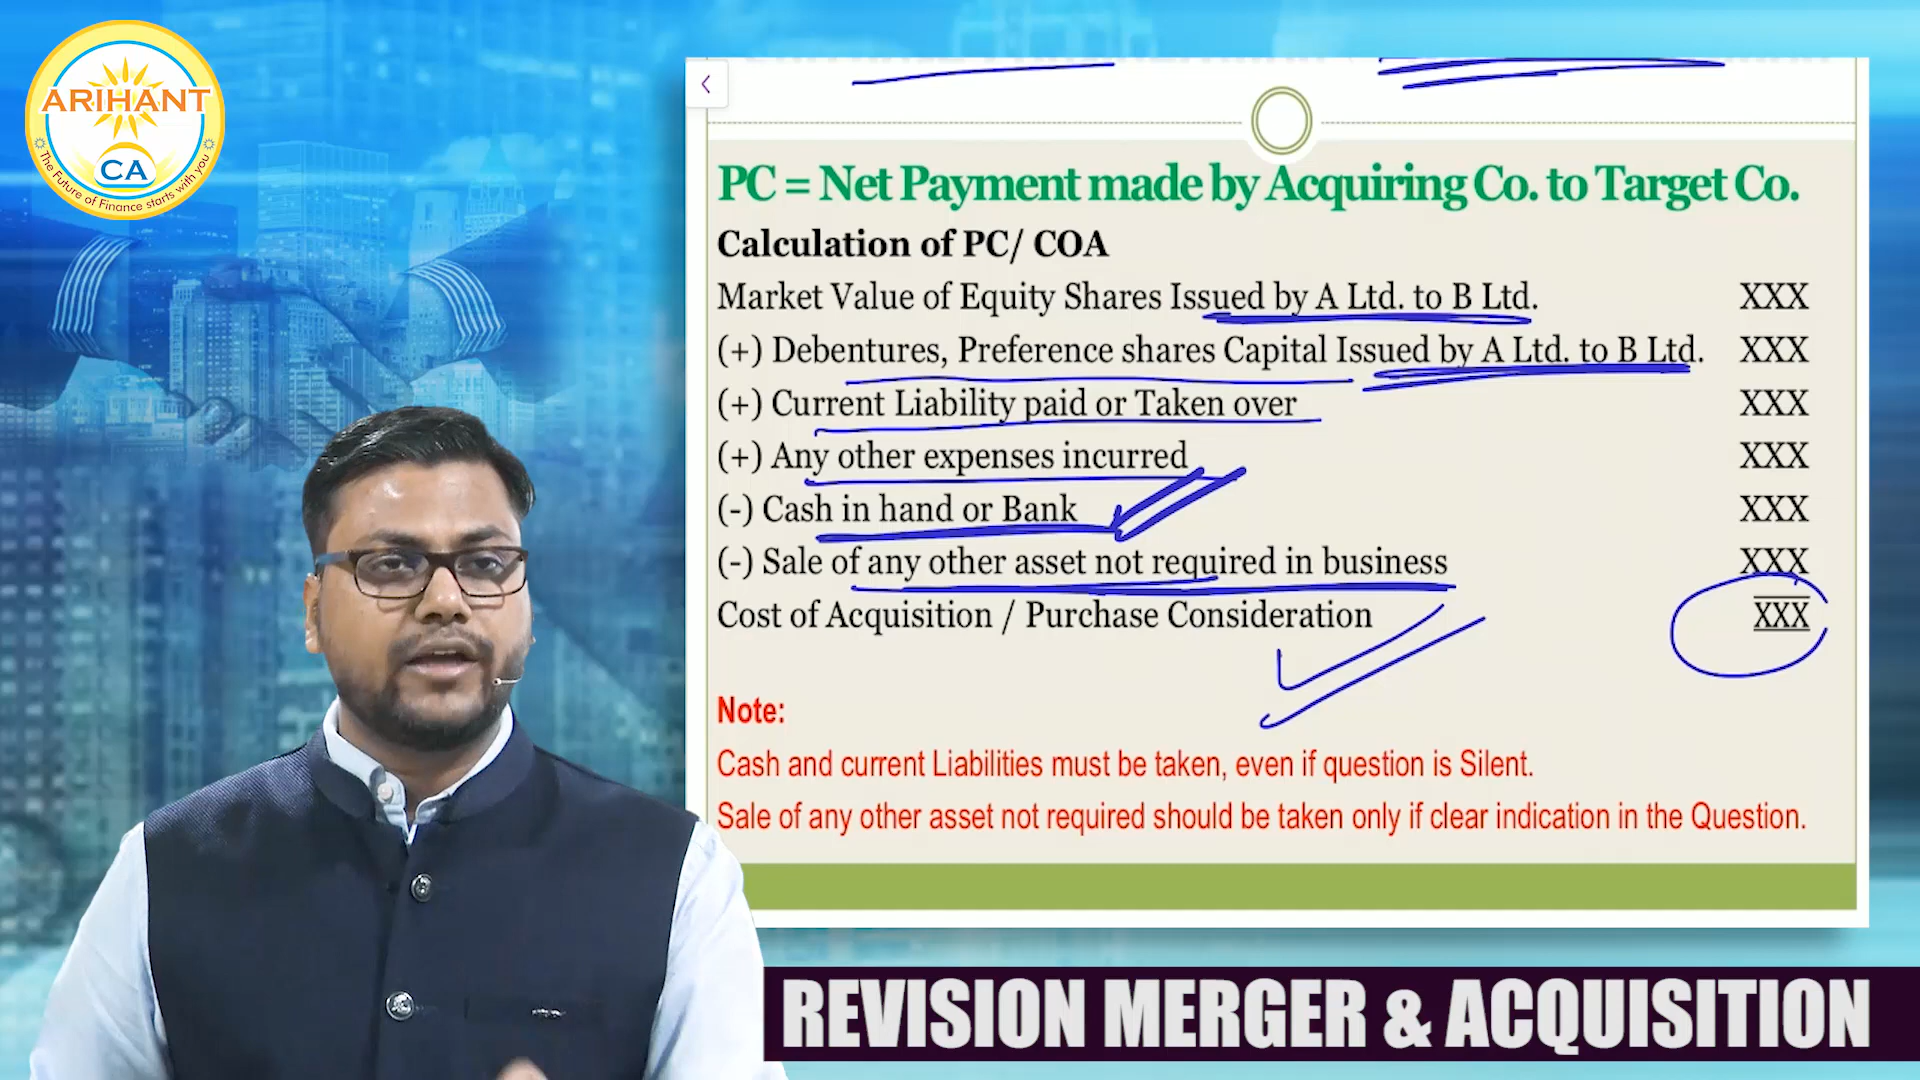 ARIHANT
CA
The Future of Finance starts with you
PC = Net Payment made by Acquiring Co. to Target Co.
Calculation of PC/ COA
Market Value of Equity Shares Issued by A Ltd. to B Ltd. XXX
(+) Debentures, Preference shares Capital Issued by A Ltd. to B Ltd. XXX
(+) Current Liability paid or Taken over XXX
(+) Any other expenses incurred XXX
(-) Cash in hand or Bank XXX
(-) Sale of any other asset not required in business XXX
Cost of Acquisition / Purchase Consideration XXX
Note:
Cash and current Liabilities must be taken, even if question is Silent.
Sale of any other asset not required should be taken only if clear indication in the Question.
REVISION MERGER & ACQUISITION